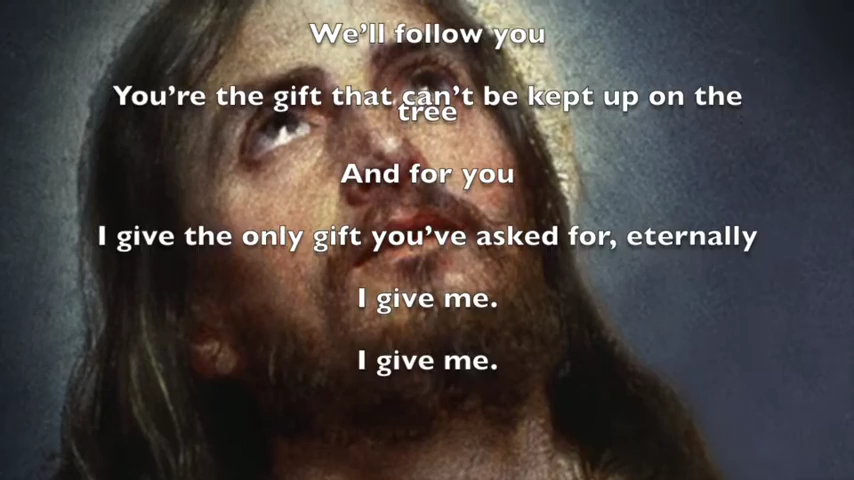 We'll follow you
You're the gift that can't be kept up on the
tree
And for you
I give the only gift you've asked for, eternally
I give me.
I give me.